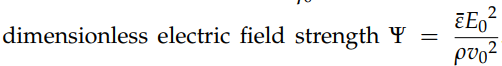 dimensionless electric field strength Ψ = ε̄E₀² / ρv₀²